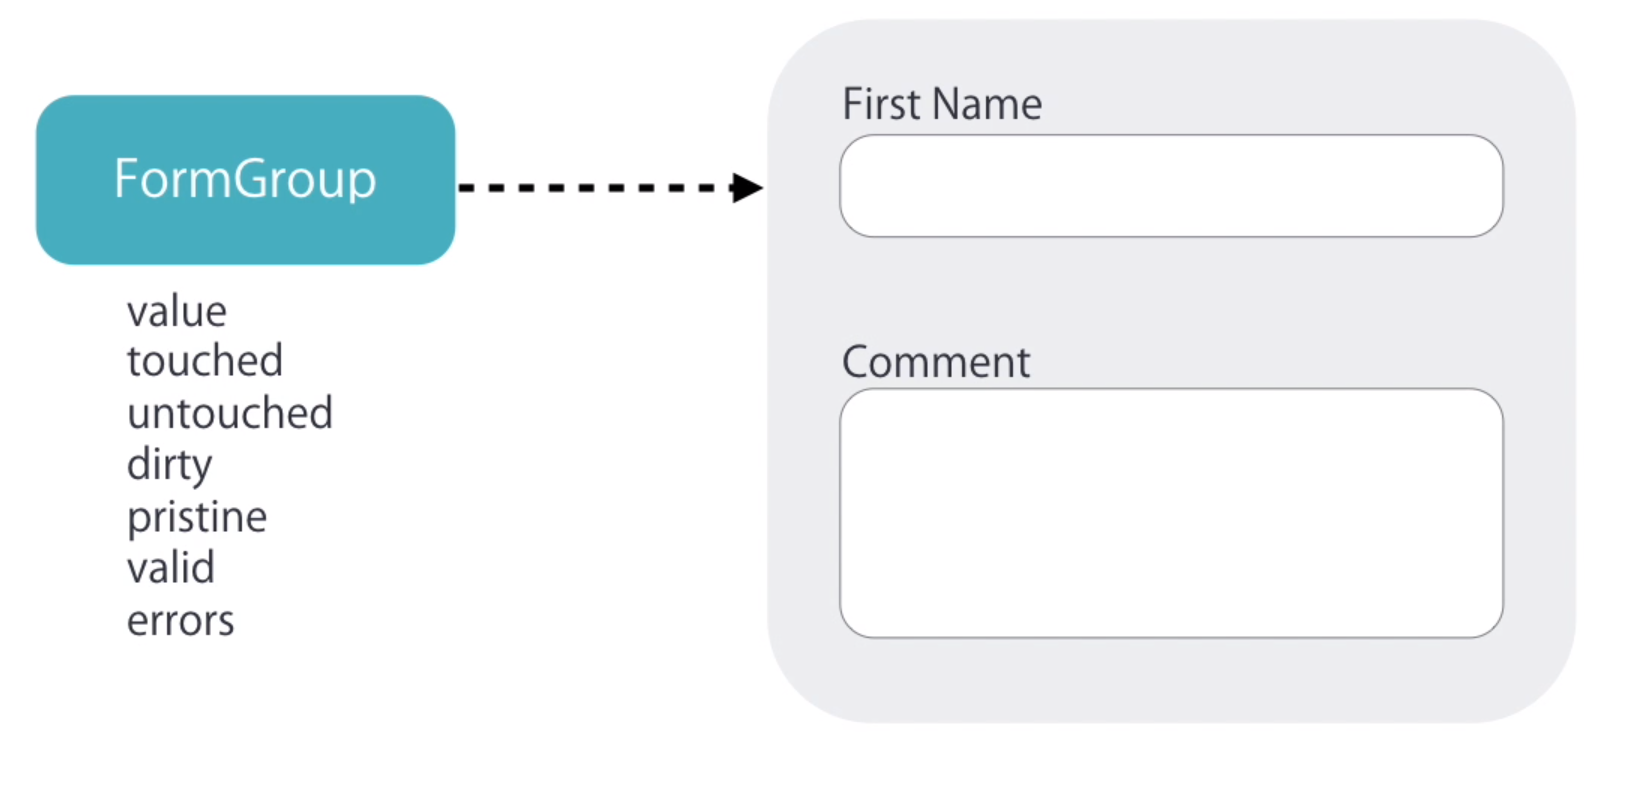 FormGroup
value
touched
untouched
dirty
pristine
valid
errors
First Name
Comment